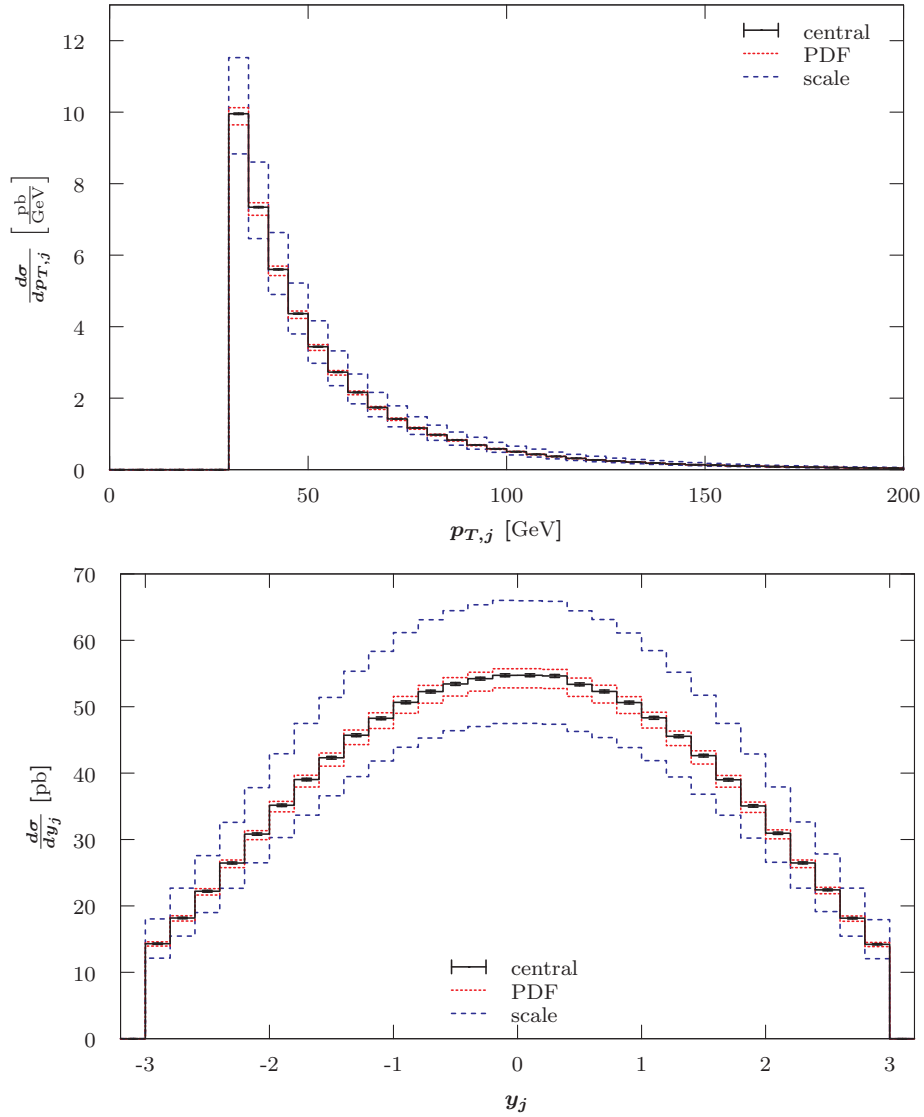 12
10
8
6
4
2
0
dσ/dp_{T,j} [pb/GeV]
central
PDF
scale
0 50 100 150 200
p_{T,j} [GeV]
70
60
50
40
30
20
10
0
dσ/dy_j [pb]
central
PDF
scale
-3 -2 -1 0 1 2 3
y_j